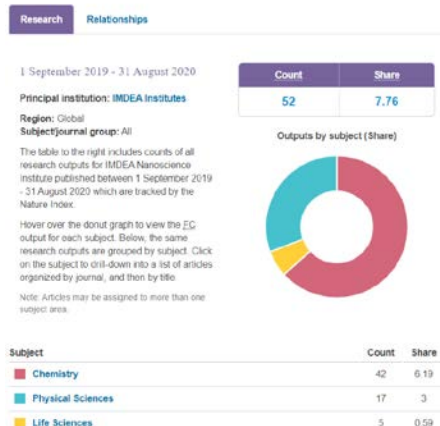 Research Relationships
1 September 2019 - 31 August 2020
Principal institution: IMDEA Institutes
Region: Global
Subject/journal group: All
The table to the right includes counts of all
research outputs for IMDEA Nanoscience
Institute published between 1 September 2019
- 31 August 2020 which are tracked by the
Nature Index.
Hover over the donut graph to view the FC
output for each subject. Below, the same
research outputs are grouped by subject. Click
on the subject to drill-down into a list of articles
organized by journal, and then by title
Note: Articles may be assigned to more than one
subject area.
Count Share
52 7.76
Outputs by subject (Share)
Subject Count Share
Chemistry 42 6.19
Physical Sciences 17 3
Life Sciences 5 0.59